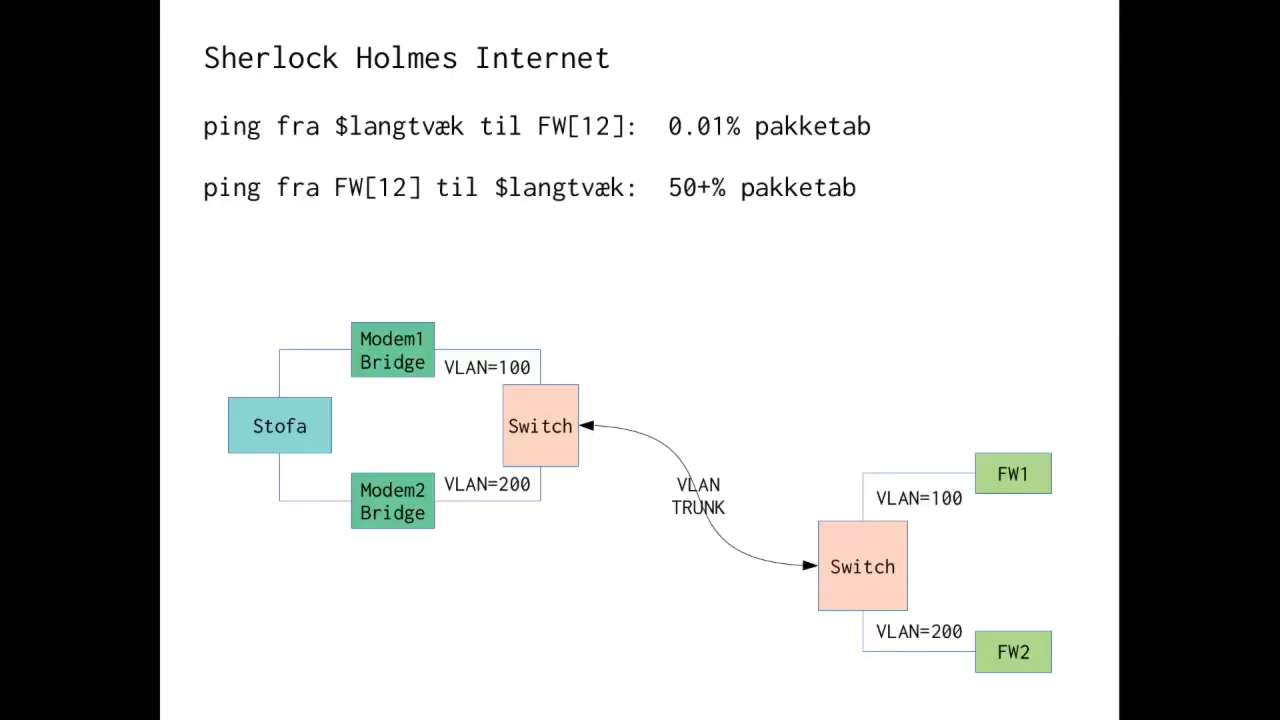 Sherlock Holmes Internet
ping fra $langtvæk til FW[12]: 0.01% pakketab
ping fra FW[12] til $langtvæk: 50+% pakketab
Modem1
Bridge
VLAN=100
Stofa
Switch
Modem2
Bridge
VLAN=200
VLAN
TRUNK
FW1
VLAN=100
Switch
VLAN=200
FW2